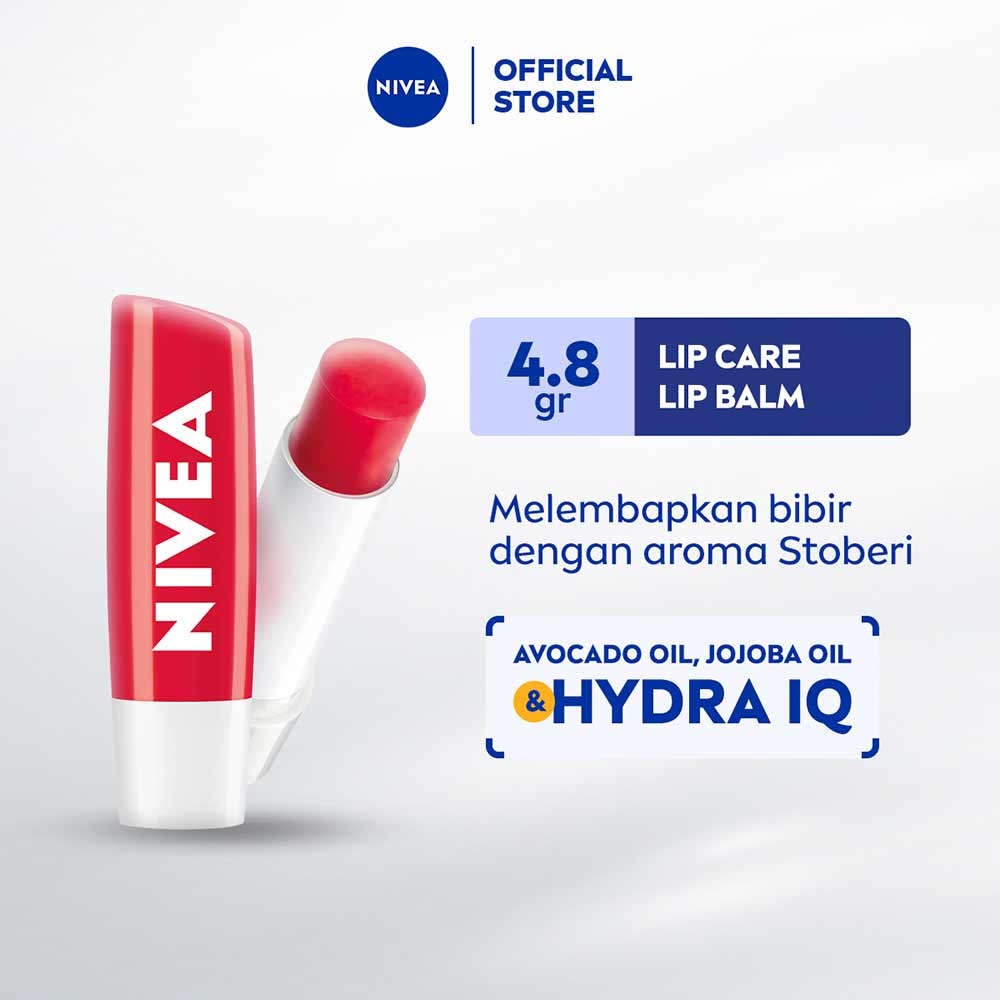 NIVEA
OFFICIAL
STORE
NIVEA
4.8
gr
LIP CARE
LIP BALM
Melembapkan bibir
dengan aroma Stoberi
AVOCADO OIL, JOJOBA OIL
& HYDRA IQ